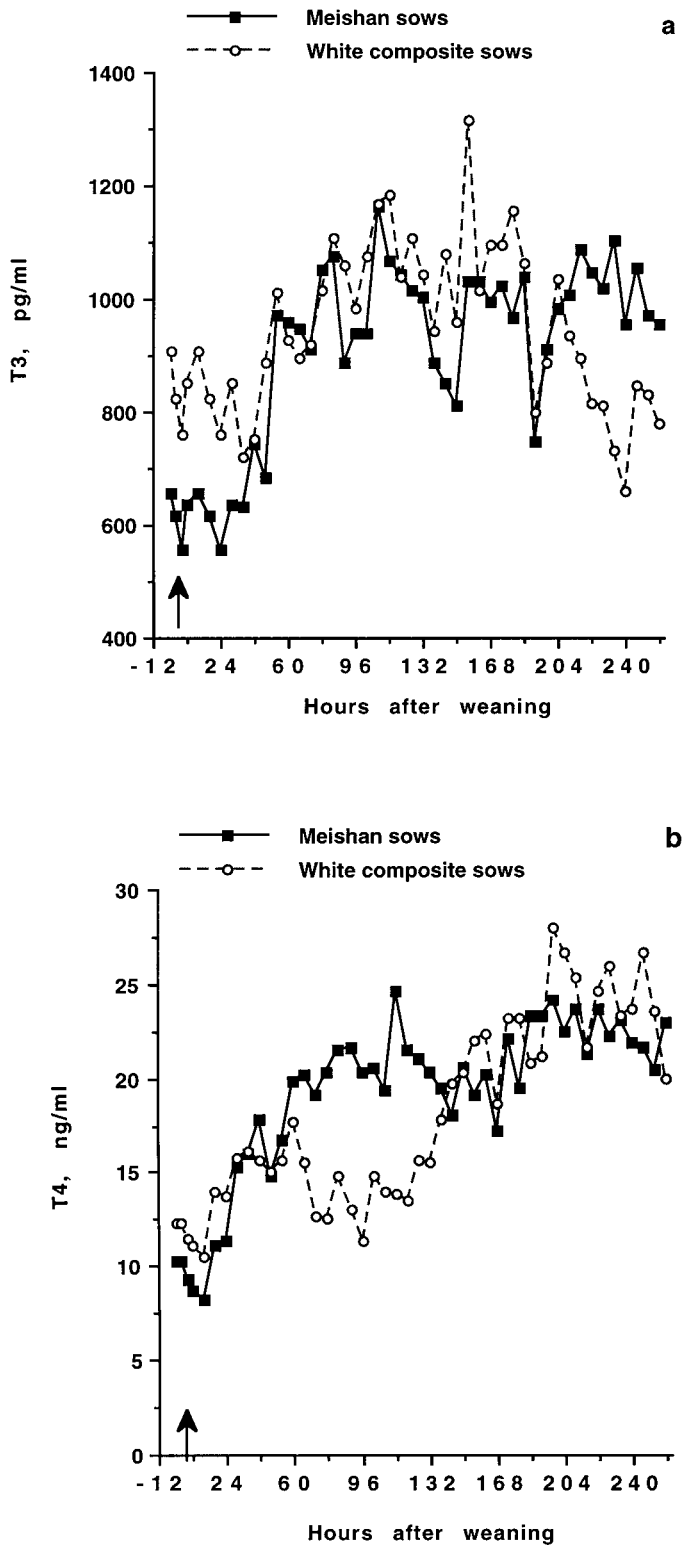 Meishan sows
a
White composite sows
1400
1200
1000
800
600
400
T3, pg/ml
-12 24 60 96 132 168 204 240
Hours after weaning
Meishan sows
b
White composite sows
30
25
20
15
10
5
0
T4, ng/ml
-12 24 60 96 132 168 204 240
Hours after weaning